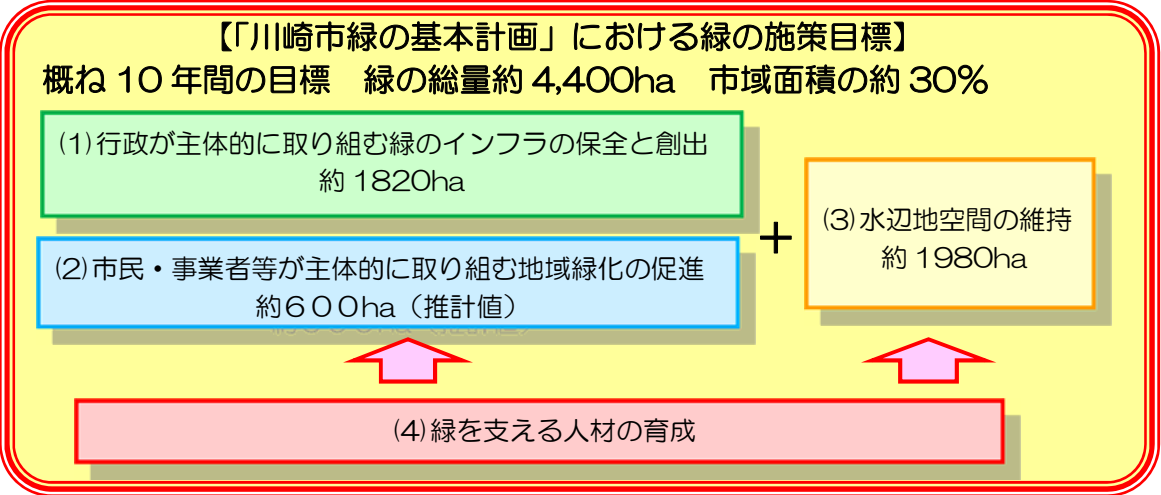 【「川崎市緑の基本計画」における緑の施策目標】
概ね 10 年間の目標　緑の総量約 4,400ha　市域面積の約 30%
(1)行政が主体的に取り組む緑のインフラの保全と創出
約 1820ha
(2)市民・事業者等が主体的に取り組む地域緑化の促進
約６００ha（推計値）
+
(3)水辺地空間の維持
約 1980ha
(4)緑を支える人材の育成